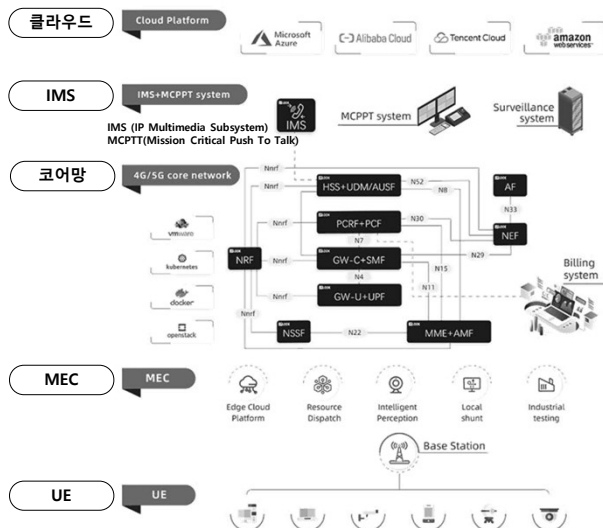 클라우드
Cloud Platform
Microsoft
Azure
Alibaba Cloud
Tencent Cloud
amazon
webservices
IMS
IMS+MCPPT system
IMS (IP Multimedia Subsystem)
MCPTT(Mission Critical Push To Talk)
IMS
MCPPT system
Surveillance
system
코어망
4G/5G core network
Nnrf
N52
N8
HSS+UDM/AUSF
AF
Nnrf
N33
vmware
Nnrf
PCRF+PCF
N30
NEF
N7
kubernetes
NRF
Nnrf
GW-C+SMF
N29
Billing
system
N15
N4
N11
docker
Nnrf
GW-U+UPF
Nnrf
openstack
NSSF
N22
MME+AMF
MEC
MEC
Edge Cloud
Platform
Resource
Dispatch
Intelligent
Perception
Local
shunt
Industrial
testing
Base Station
UE
UE